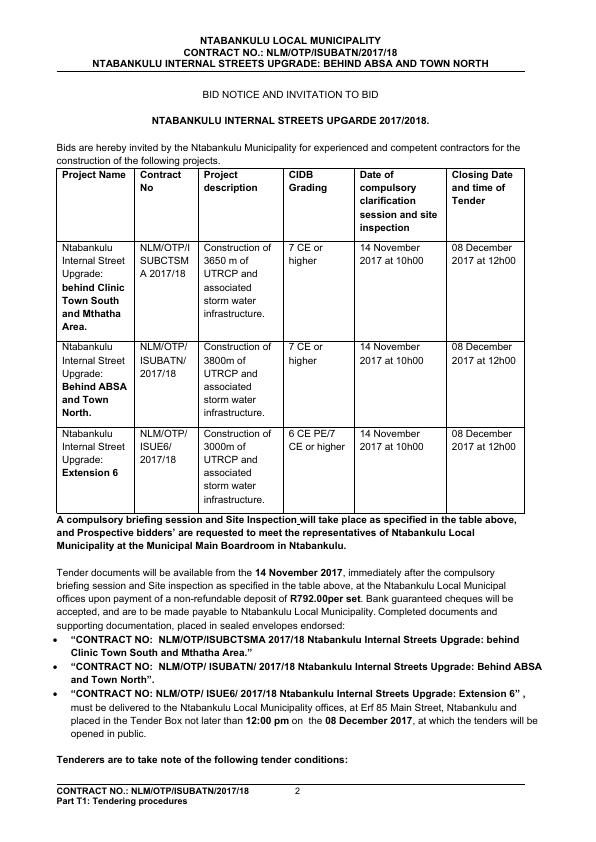 NTABANKULU LOCAL MUNICIPALITY
CONTRACT NO.: NLM/OTP/ISUBATN/2017/18
NTABANKULU INTERNAL STREETS UPGRADE: BEHIND ABSA AND TOWN NORTH
BID NOTICE AND INVITATION TO BID
NTABANKULU INTERNAL STREETS UPGARDE 2017/2018.
Bids are hereby invited by the Ntabankulu Municipality for experienced and competent contractors for the
construction of the following projects.
Project Name
Contract
No
Project
description
CIDB
Grading
Date of
compulsory
clarification
session and site
inspection
Closing Date
and time of
Tender
Ntabankulu
Internal Street
Upgrade:
behind Clinic
Town South
and Mthatha
Area.
NLM/OTP/I
SUBCTSM
A 2017/18
Construction of
3650 m of
UTRCP and
associated
storm water
infrastructure.
7 CE or
higher
14 November
2017 at 10h00
08 December
2017 at 12h00
Ntabankulu
Internal Street
Upgrade:
Behind ABSA
and Town
North.
NLM/OTP/
ISUBATN/
2017/18
Construction of
3800m of
UTRCP and
associated
storm water
infrastructure.
7 CE or
higher
14 November
2017 at 10h00
08 December
2017 at 12h00
Ntabankulu
Internal Street
Upgrade:
Extension 6
NLM/OTP/
ISUE6/
2017/18
Construction of
3000m of
UTRCP and
associated
storm water
infrastructure.
6 CE PE/7
CE or higher
14 November
2017 at 10h00
08 December
2017 at 12h00
A compulsory briefing session and Site Inspection will take place as specified in the table above,
and Prospective bidders' are requested to meet the representatives of Ntabankulu Local
Municipality at the Municipal Main Boardroom in Ntabankulu.
Tender documents will be available from the 14 November 2017, immediately after the compulsory
briefing session and Site inspection as specified in the table above, at the Ntabankulu Local Municipal
offices upon payment of a non-refundable deposit of R792.00per set. Bank guaranteed cheques will be
accepted, and are to be made payable to Ntabankulu Local Municipality. Completed documents and
supporting documentation, placed in sealed envelopes endorsed:
• "CONTRACT NO: NLM/OTP/ISUBCTSMA 2017/18 Ntabankulu Internal Streets Upgrade: behind
Clinic Town South and Mthatha Area."
• "CONTRACT NO: NLM/OTP/ ISUBATN/ 2017/18 Ntabankulu Internal Streets Upgrade: Behind ABSA
and Town North".
• "CONTRACT NO: NLM/OTP/ ISUE6/ 2017/18 Ntabankulu Internal Streets Upgrade: Extension 6" ,
must be delivered to the Ntabankulu Local Municipality offices, at Erf 85 Main Street, Ntabankulu and
placed in the Tender Box not later than 12:00 pm on the 08 December 2017, at which the tenders will be
opened in public.
Tenderers are to take note of the following tender conditions:
CONTRACT NO.: NLM/OTP/ISUBATN/2017/18 2
Part T1: Tendering procedures